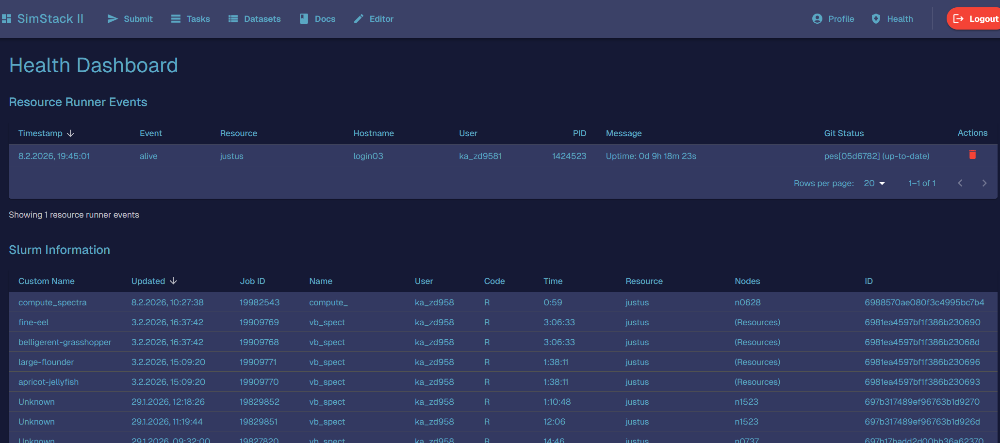 SimStack II Submit Tasks Datasets Docs Editor Profile Health Logout
Health Dashboard
Resource Runner Events
Timestamp Event Resource Hostname User PID Message Git Status Actions
8.2.2026, 19:45:01 alive justus login03 ka_zd9581 1424523 Uptime: 0d 9h 18m 23s pes[05d6782] (up-to-date)
Rows per page: 20 1–1 of 1
Showing 1 resource runner events
Slurm Information
Custom Name Updated Job ID Name User Code Time Resource Nodes ID
compute_spectra 8.2.2026, 10:27:38 19982543 compute_ ka_zd958 R 0:59 justus n0628 6988570ae080f3c4995bc7b4
fine-eel 3.2.2026, 16:37:42 19909769 vb_spect ka_zd958 R 3:06:33 justus (Resources) 6981ea4597bf1f386b230690
belligerent-grasshopper 3.2.2026, 16:37:42 19909768 vb_spect ka_zd958 R 3:06:33 justus (Resources) 6981ea4597bf1f386b23068d
large-flounder 3.2.2026, 15:09:20 19909771 vb_spect ka_zd958 R 1:38:11 justus (Resources) 6981ea4597bf1f386b230696
apricot-jellyfish 3.2.2026, 15:09:20 19909770 vb_spect ka_zd958 R 1:38:11 justus (Resources) 6981ea4597bf1f386b230693
Unknown 29.1.2026, 12:18:26 19829852 vb_spect ka_zd958 R 1:10:48 justus n1523 697b317489ef96763b1d9270
Unknown 29.1.2026, 11:19:44 19829851 vb_spect ka_zd958 R 12:06 justus n1523 697b317489ef96763b1d926d
Unknown 29.1.2026, 09:32:00 19827820 vb_spect ka_zd958 R 14:46 justus n0737 697b17badd2d00bb36a62370